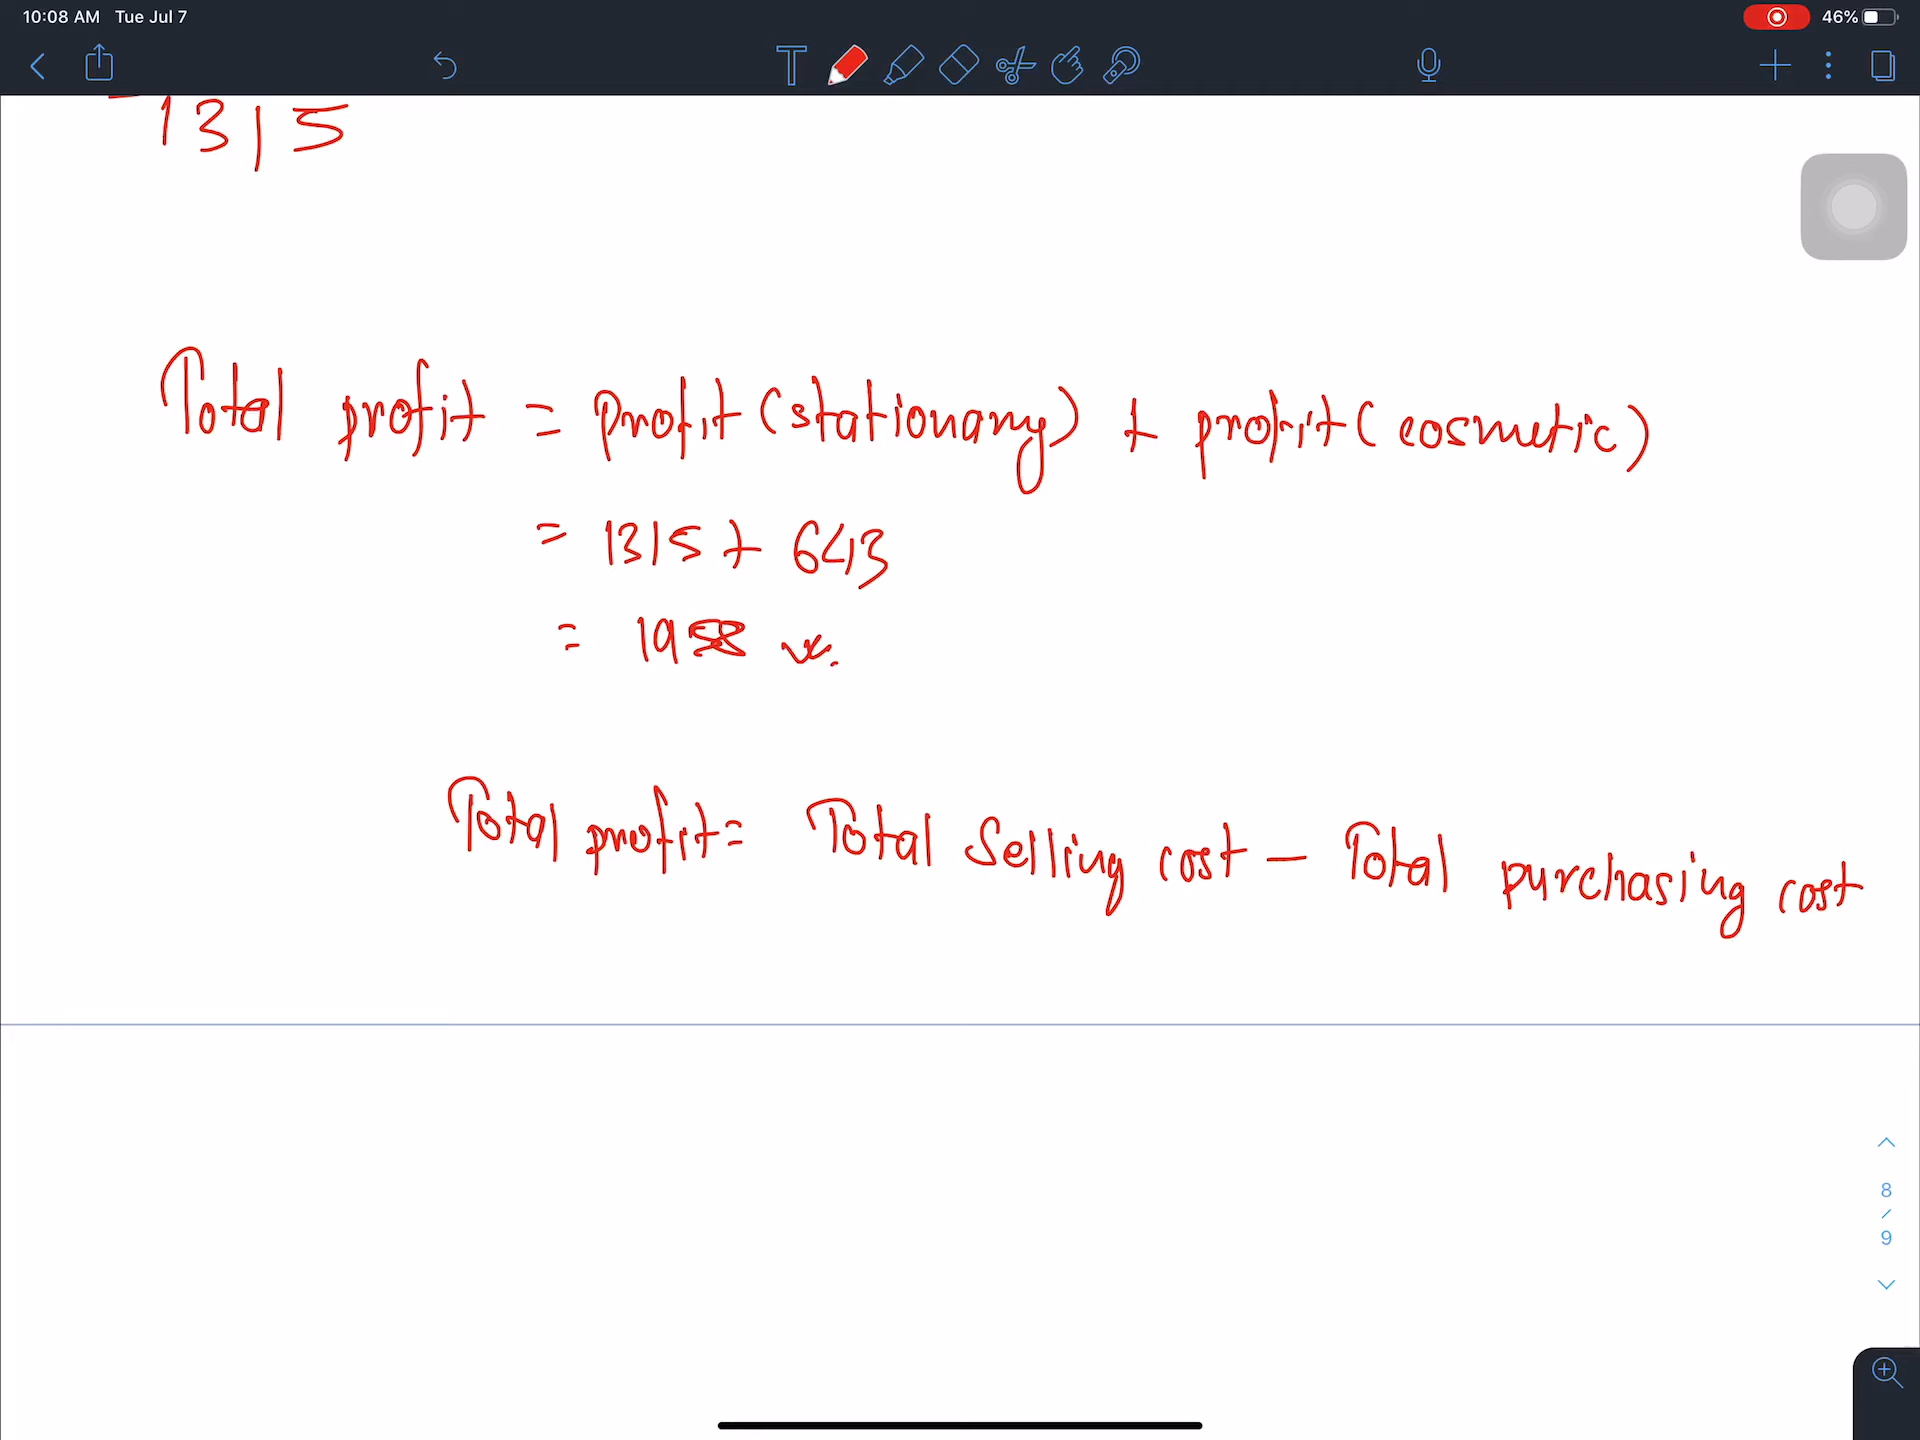 10:08 AM Tue Jul 7
46%
1315
Total profit = Profit (stationary) + profit (cosmetic)
= 1315 + 643
= 1958
Total profit = Total Selling cost - Total purchasing cost
8
/
9